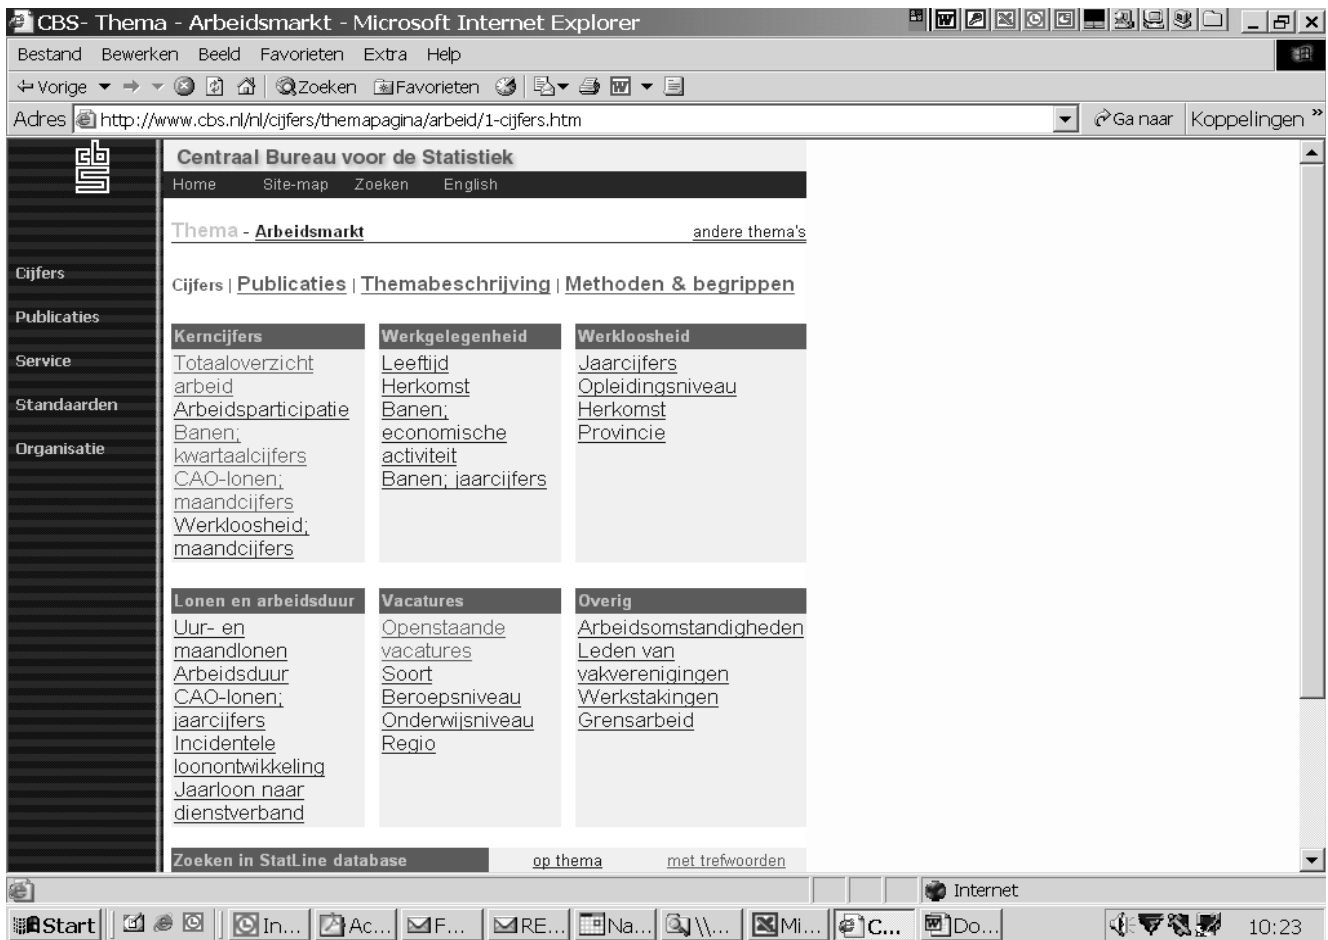 CBS- Thema - Arbeidsmarkt - Microsoft Internet Explorer
Bestand Bewerken Beeld Favorieten Extra Help
Vorige Zoeken Favorieten
Adres http://www.cbs.nl/nl/cijfers/themapagina/arbeid/1-cijfers.htm Ga naar Koppelingen »
Centraal Bureau voor de Statistiek
Home Site-map Zoeken English
Thema - Arbeidsmarkt andere thema's
Cijfers
Publicaties
Service
Standaarden
Organisatie
Cijfers | Publicaties | Themabeschrijving | Methoden & begrippen
Kerncijfers
Totaaloverzicht
arbeid
Arbeidsparticipatie
Banen;
kwartaalcijfers
CAO-lonen;
maandcijfers
Werkloosheid;
maandcijfers
Werkgelegenheid
Leeftijd
Herkomst
Banen;
economische
activiteit
Banen; jaarcijfers
Werkloosheid
Jaarcijfers
Opleidingsniveau
Herkomst
Provincie
Lonen en arbeidsduur
Uur- en
maandlonen
Arbeidsduur
CAO-lonen;
jaarcijfers
Incidentele
loonontwikkeling
Jaarloon naar
dienstverband
Vacatures
Openstaande
vacatures
Soort
Beroepsniveau
Onderwijsniveau
Regio
Overig
Arbeidsomstandigheden
Leden van
vakverenigingen
Werkstakingen
Grensarbeid
Zoeken in StatLine database op thema met trefwoorden
Internet
Start In... Ac... F... RE... Na... \\... Mi... C... Do... 10:23